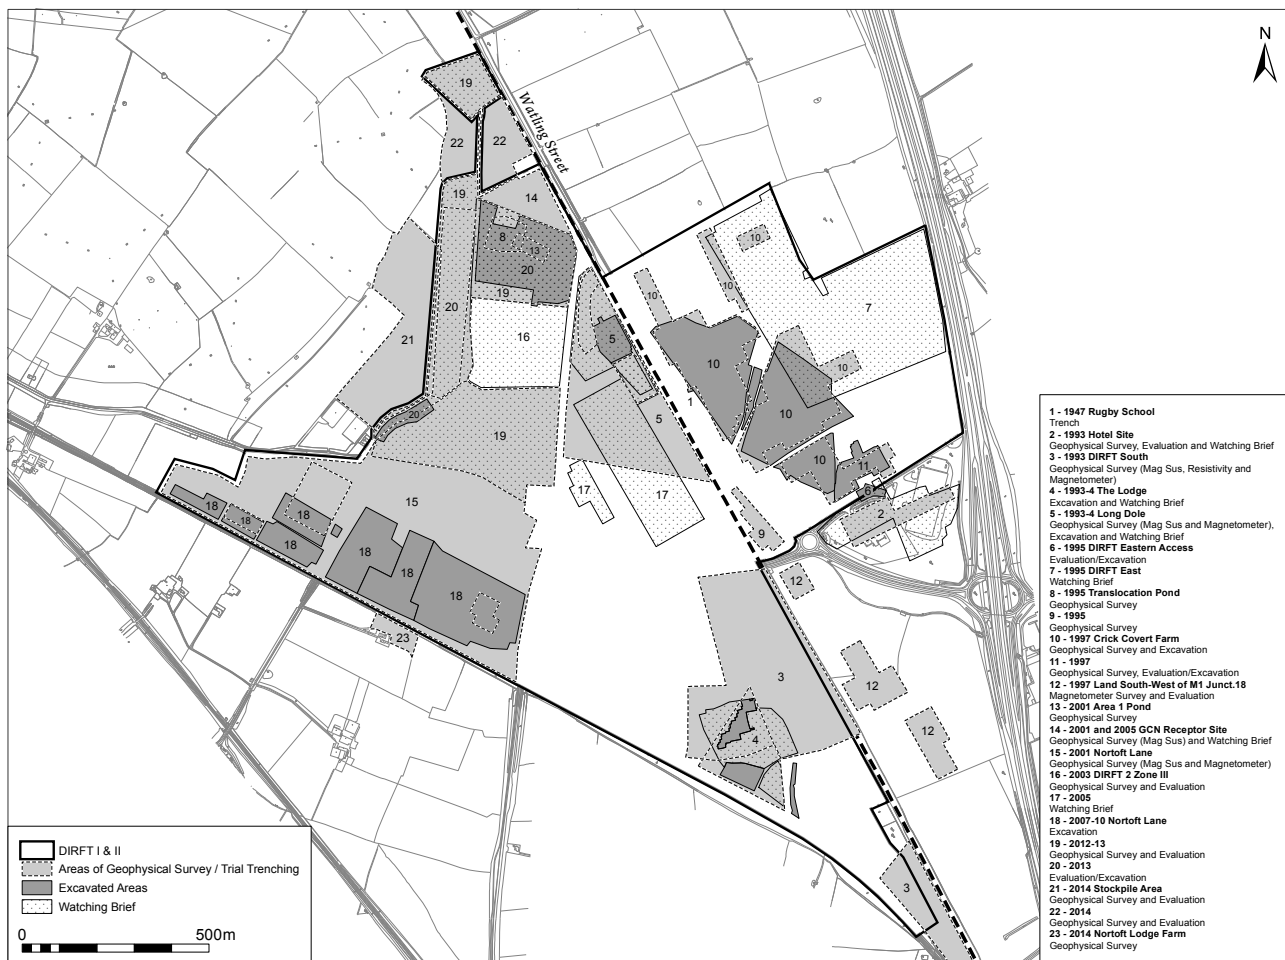 N
Watling Street
19
22
22
19
14
8
13
20
19
20
21
16
5
20
19
5
1
10
10
10
7
10
10
10
10
11
6
2
17
17
9
15
18
18
18
18
18
18
18
23
12
12
12
3
4
3
1 - 1947 Rugby School
Trench
2 - 1993 Hotel Site
Geophysical Survey, Evaluation and Watching Brief
3 - 1993 DIRFT South
Geophysical Survey (Mag Sus, Resistivity and
Magnetometer)
4 - 1993-4 The Lodge
Excavation and Watching Brief
5 - 1993-4 Long Dole
Geophysical Survey (Mag Sus and Magnetometer),
Excavation and Watching Brief
6 - 1995 DIRFT Eastern Access
Evaluation/Excavation
7 - 1995 DIRFT East
Watching Brief
8 - 1995 Translocation Pond
Geophysical Survey
9 - 1995
Geophysical Survey
10 - 1997 Crick Covert Farm
Geophysical Survey and Excavation
11 - 1997
Geophysical Survey, Evaluation/Excavation
12 - 1997 Land South-West of M1 Junct.18
Magnetometer Survey and Evaluation
13 - 2001 Area 1 Pond
Geophysical Survey
14 - 2001 and 2005 GCN Receptor Site
Geophysical Survey (Mag Sus) and Watching Brief
15 - 2001 Nortoft Lane
Geophysical Survey (Mag Sus and Magnetometer)
16 - 2003 DIRFT 2 Zone III
Geophysical Survey and Evaluation
17 - 2005
Watching Brief
18 - 2007-10 Nortoft Lane
Excavation
19 - 2012-13
Geophysical Survey and Evaluation
20 - 2013
Evaluation/Excavation
21 - 2014 Stockpile Area
Geophysical Survey and Evaluation
22 - 2014
Geophysical Survey and Evaluation
23 - 2014 Nortoft Lodge Farm
Geophysical Survey
DIRFT I & II
Areas of Geophysical Survey / Trial Trenching
Excavated Areas
Watching Brief
0 500m